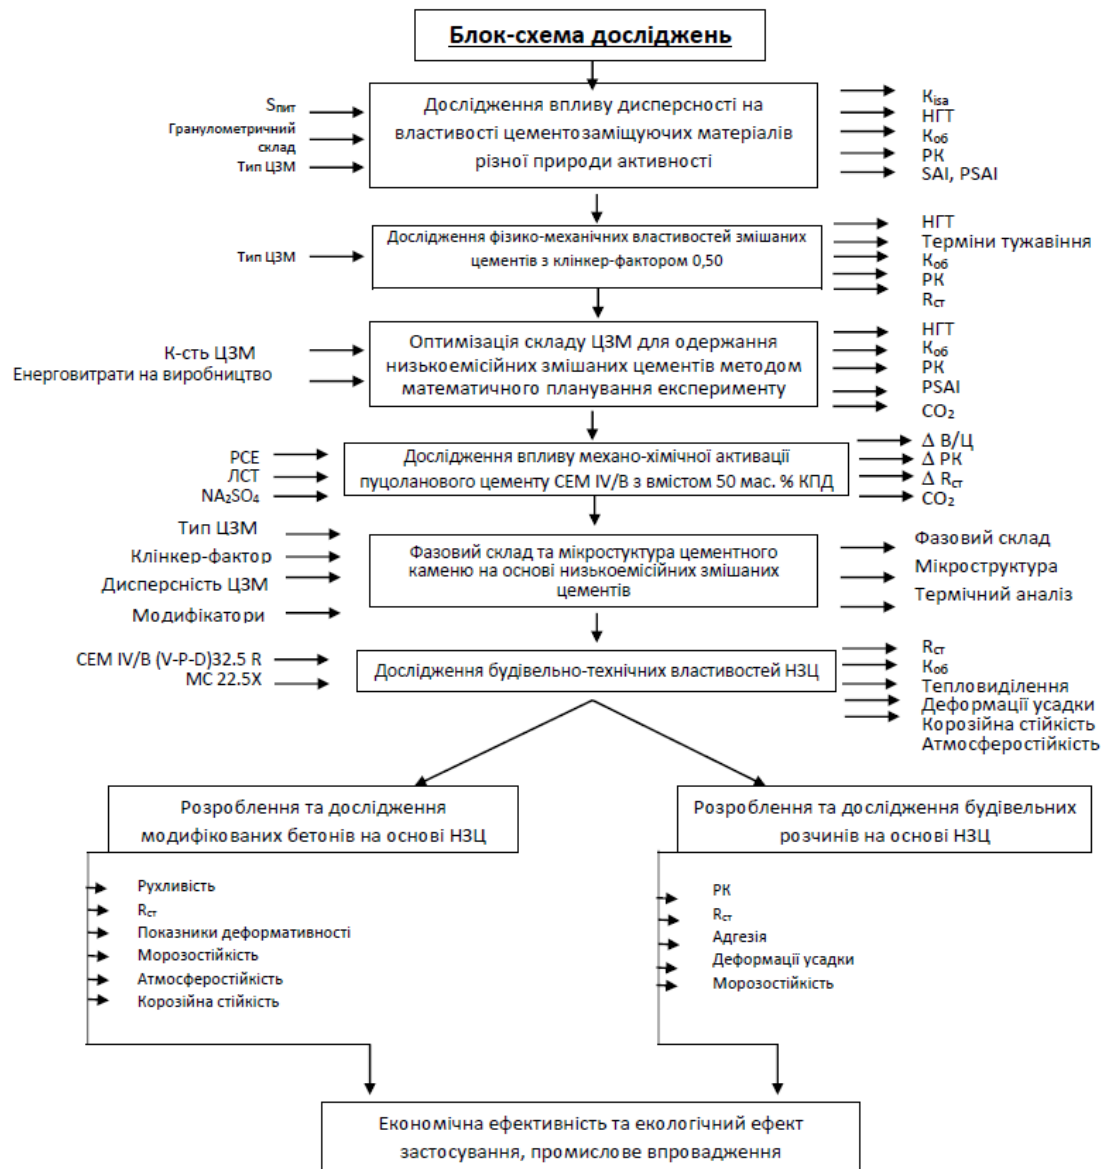 Блок-схема досліджень
Sпит
Гранулометричний
склад
Тип ЦЗМ
Дослідження впливу дисперсності на
властивості цементозаміщуючих матеріалів
різної природи активності
Kisa
НГТ
Kоб
РК
SAI, PSAI
Тип ЦЗМ
Дослідження фізико-механічних властивостей змішаних
цементів з клінкер-фактором 0,50
НГТ
Терміни тужавіння
Kоб
РК
Rст
К-сть ЦЗМ
Енерговитрати на виробництво
Оптимізація складу ЦЗМ для одержання
низькоемісійних змішаних цементів методом
математичного планування експерименту
НГТ
Kоб
РК
PSAI
CO₂
PCE
ЛСТ
NA₂SO₄
Дослідження впливу механо-хімічної активації
пуцоланового цементу CEM IV/B з вмістом 50 мас. % КПД
Δ В/Ц
Δ РК
Δ Rст
CO₂
Тип ЦЗМ
Клінкер-фактор
Дисперсність ЦЗМ
Модифікатори
Фазовий склад та мікростуктура цементного
каменю на основі низькоемісійних змішаних
цементів
Фазовий склад
Мікроструктура
Термічний аналіз
CEM IV/B (V-P-D)32.5 R
MC 22.5X
Дослідження будівельно-технічних властивостей НЗЦ
Rст
Kоб
Тепловиділення
Деформації усадки
Корозійна стійкість
Атмосферостійкість
Розроблення та дослідження
модифікованих бетонів на основі НЗЦ
Рухливість
Rст
Показники деформативності
Морозостійкість
Атмосферостійкість
Корозійна стійкість
Розроблення та дослідження будівельних
розчинів на основі НЗЦ
РК
Rст
Адгезія
Деформації усадки
Морозостійкість
Економічна ефективність та екологічний ефект
застосування, промислове впровадження